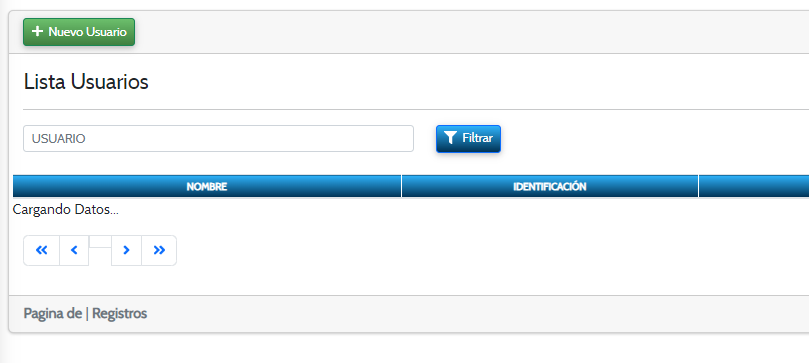 Nuevo Usuario
Lista Usuarios
USUARIO
Filtrar
NOMBRE IDENTIFICACIÓN
Cargando Datos...
Pagina de | Registros